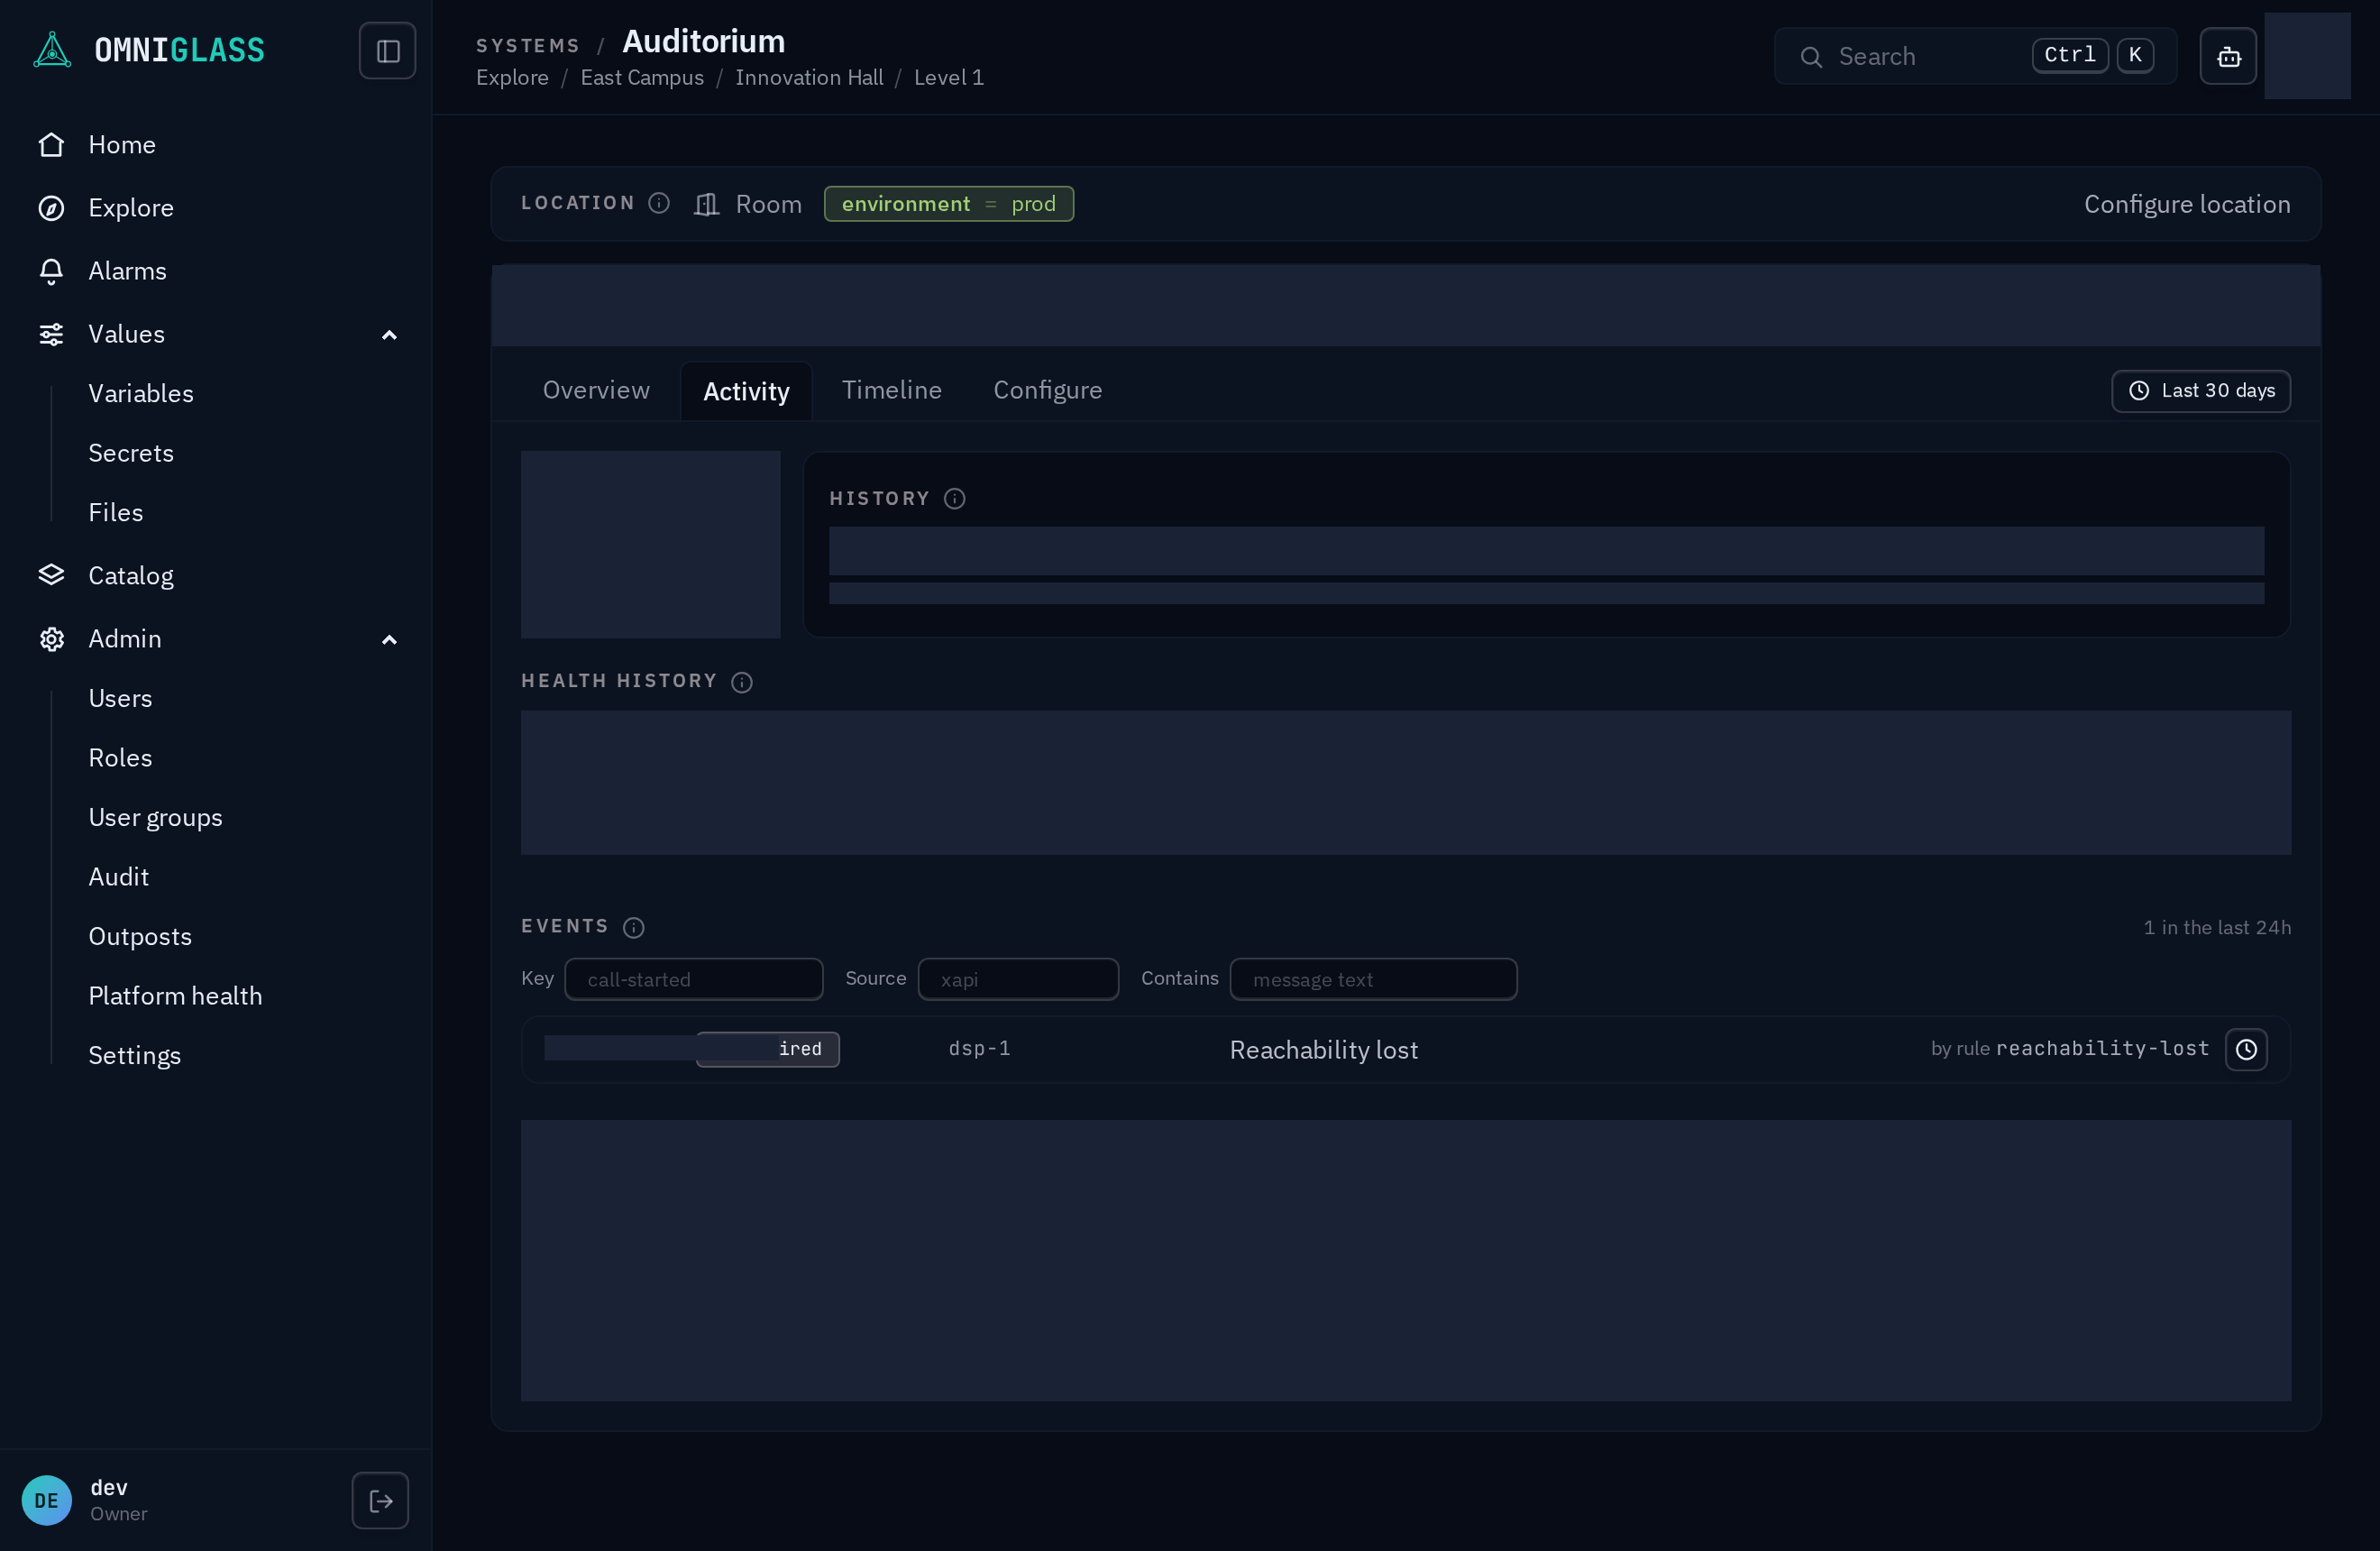 OMNIGLASS
SYSTEMS / Auditorium
Explore / East Campus / Innovation Hall / Level 1
Search Ctrl K
Home
Explore
Alarms
Values
Variables
Secrets
Files
Catalog
Admin
Users
Roles
User groups
Audit
Outposts
Platform health
Settings
DE dev
Owner
LOCATION Room environment = prod Configure location
Overview Activity Timeline Configure Last 30 days
HISTORY
HEALTH HISTORY
EVENTS 1 in the last 24h
Key call-started Source xapi Contains message text
dsp-1 Reachability lost by rule reachability-lost